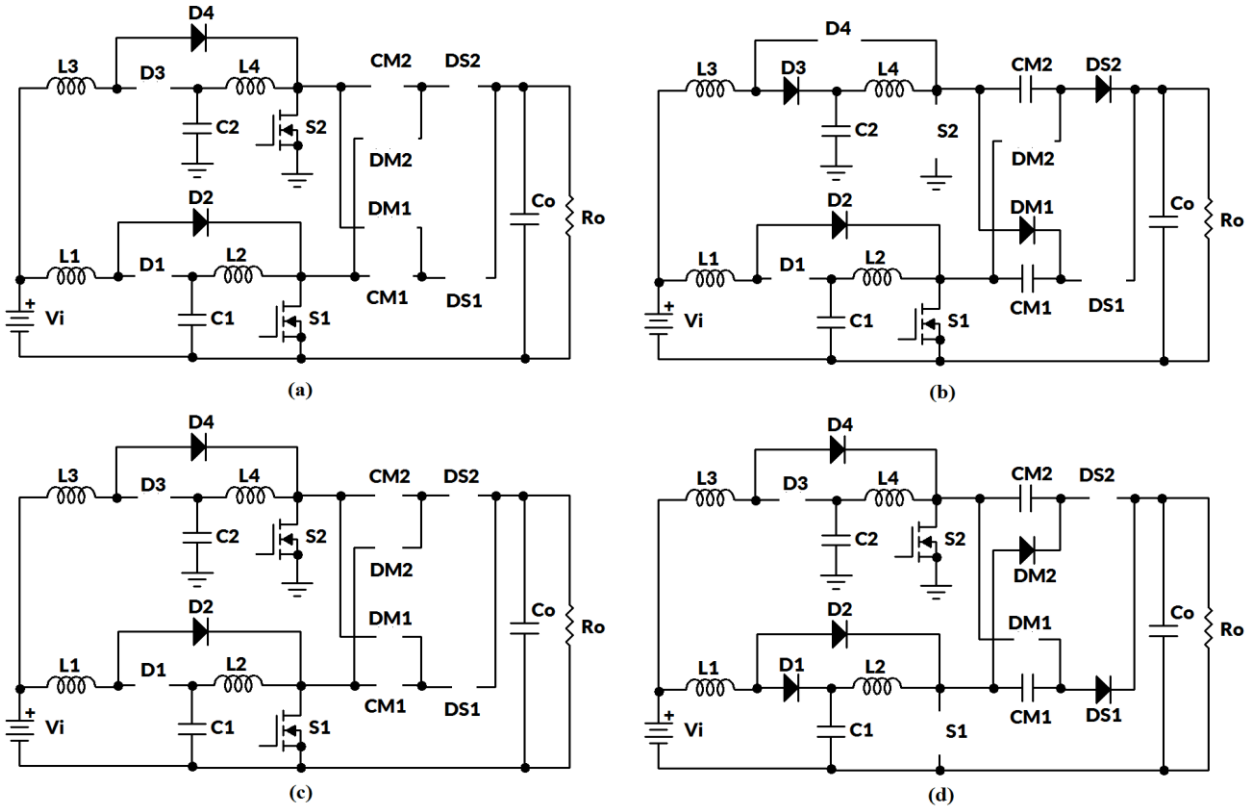 D4
L3 D3 L4 CM2 DS2
C2 S2
DM2
D2 DM1
Co Ro
L1 D1 L2
CM1 DS1
+
Vi C1 S1
(a)
D4
L3 D3 L4 CM2 DS2
C2 S2
DM2
D2 DM1
Co Ro
L1 D1 L2
CM1 DS1
+
Vi C1 S1
(b)
D4
L3 D3 L4 CM2 DS2
C2 S2
DM2
D2 DM1
Co Ro
L1 D1 L2
CM1 DS1
+
Vi C1 S1
(c)
D4
L3 D3 L4 CM2 DS2
C2 S2
DM2
D2 DM1
Co Ro
L1 D1 L2
CM1 DS1
+
Vi C1 S1
(d)